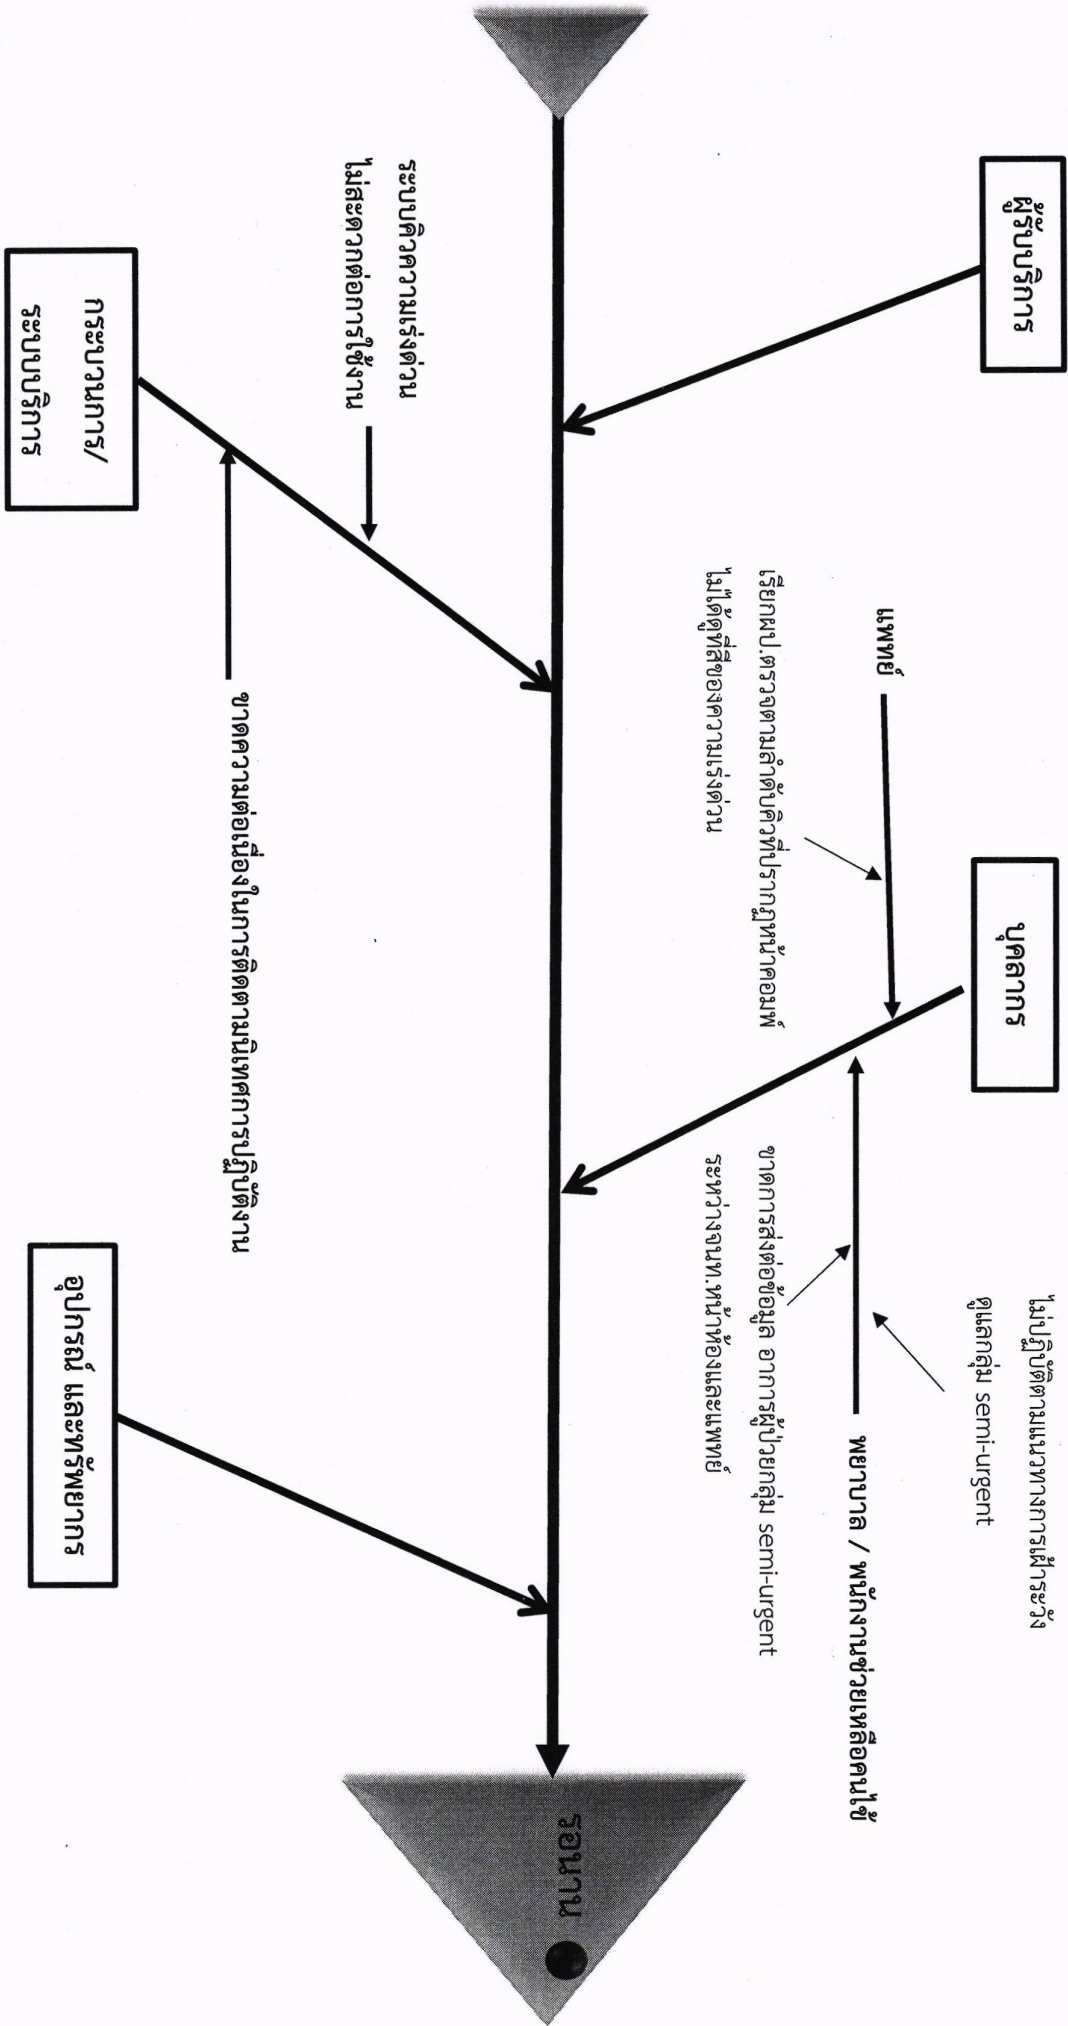 ผู้รับบริการ
บุคลากร
ไม่ปฏิบัติตามแนวทางการเฝ้าระวัง
ดูแลกลุ่ม semi-urgent
แพทย์
พยาบาล / พนักงานช่วยเหลือคนไข้
เรียกผป.ตรวจตามลำดับคิวที่ปรากฏหน้าคอมพ์
ไม่ได้ดูที่สีของความเร่งด่วน
ขาดการส่งต่อข้อมูล อาการผู้ป่วยกลุ่ม semi-urgent
ระหว่างจนท.หน้าห้องและแพทย์
รอนาน
ระบบคิวความเร่งด่วน
ไม่สะดวกต่อการใช้งาน
ขาดความต่อเนื่องในการติดตามนิเทศการปฏิบัติงาน
กระบวนการ/
ระบบบริการ
อุปกรณ์ และทรัพยากร